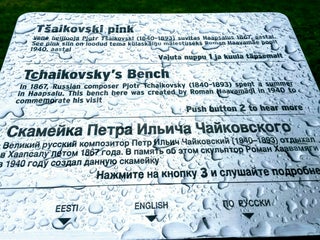 Tšaikovski pink
Vene helilooja Pjotr Tšaikovski (1840-1893) suvitas Haapsalus 1867. aastal.
See pink siin on loodud tema külaskäigu mälestuseks Roman Haavamäe poolt
1940. aastal
Vajuta nuppu 1 ja kuula täpsemalt
Tchaikovsky's Bench
In 1867, Russian composer Pjotr Tchaikovsky (1840-1893) spent a summer
in Haapsalu. This bench here was created by Roman Haavamädi in 1940 to
commemorate his visit
Push button 2 to hear more
Скамейка Петра Ильича Чайковского
Великий русский композитор Петр Ильич Чайковский (1840-1893) отдыхал
в Хаапсалу летом 1867 года. В память об этом скульптор Роман Хаавамяги
в 1940 году создал данную скамейку
Нажмите на кнопку 3 и слушайте подробнее
EESTI
ENGLISH
ПО РУССКИ